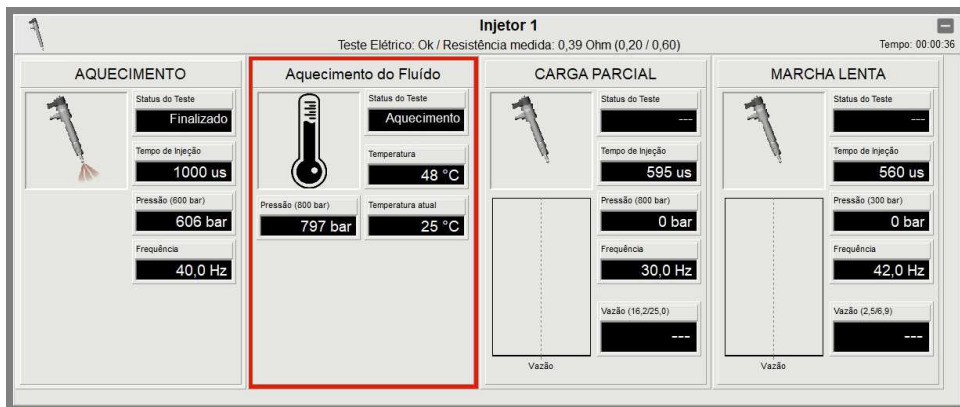 Injetor 1
Teste Elétrico: Ok / Resistência medida: 0,39 Ohm (0,20 / 0,60)
Tempo: 00:00:36
AQUECIMENTO
Status do Teste
Finalizado
Tempo de Injeção
1000 us
Pressão (600 bar)
606 bar
Frequência
40,0 Hz
Aquecimento do Fluído
Status do Teste
Aquecimento
Temperatura
48 °C
Pressão (800 bar)
797 bar
Temperatura atual
25 °C
CARGA PARCIAL
Status do Teste
---
Tempo de Injeção
595 us
Pressão (800 bar)
0 bar
Frequência
30,0 Hz
Vazão (16,2/25,0)
---
Vazão
MARCHA LENTA
Status do Teste
---
Tempo de Injeção
560 us
Pressão (300 bar)
0 bar
Frequência
42,0 Hz
Vazão (2,5/6,9)
---
Vazão